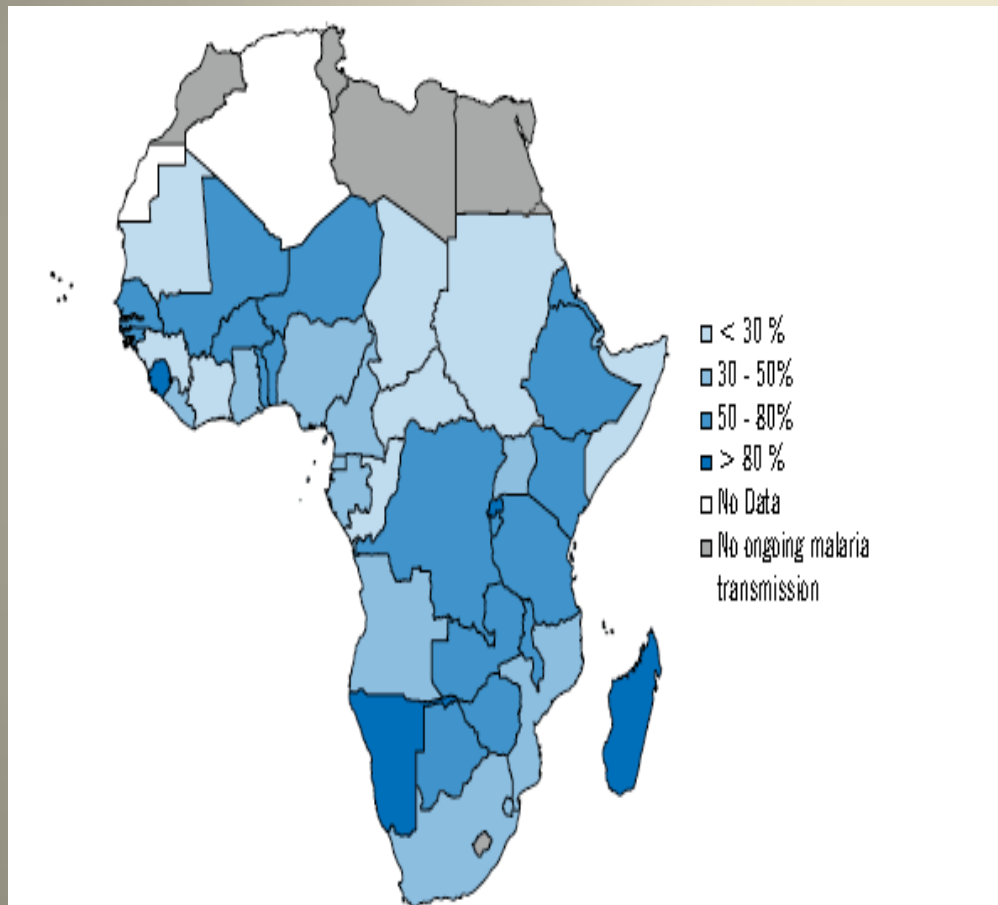 < 30 %
30 - 50%
50 - 80%
> 80 %
No Data
No ongoing malaria
transmission